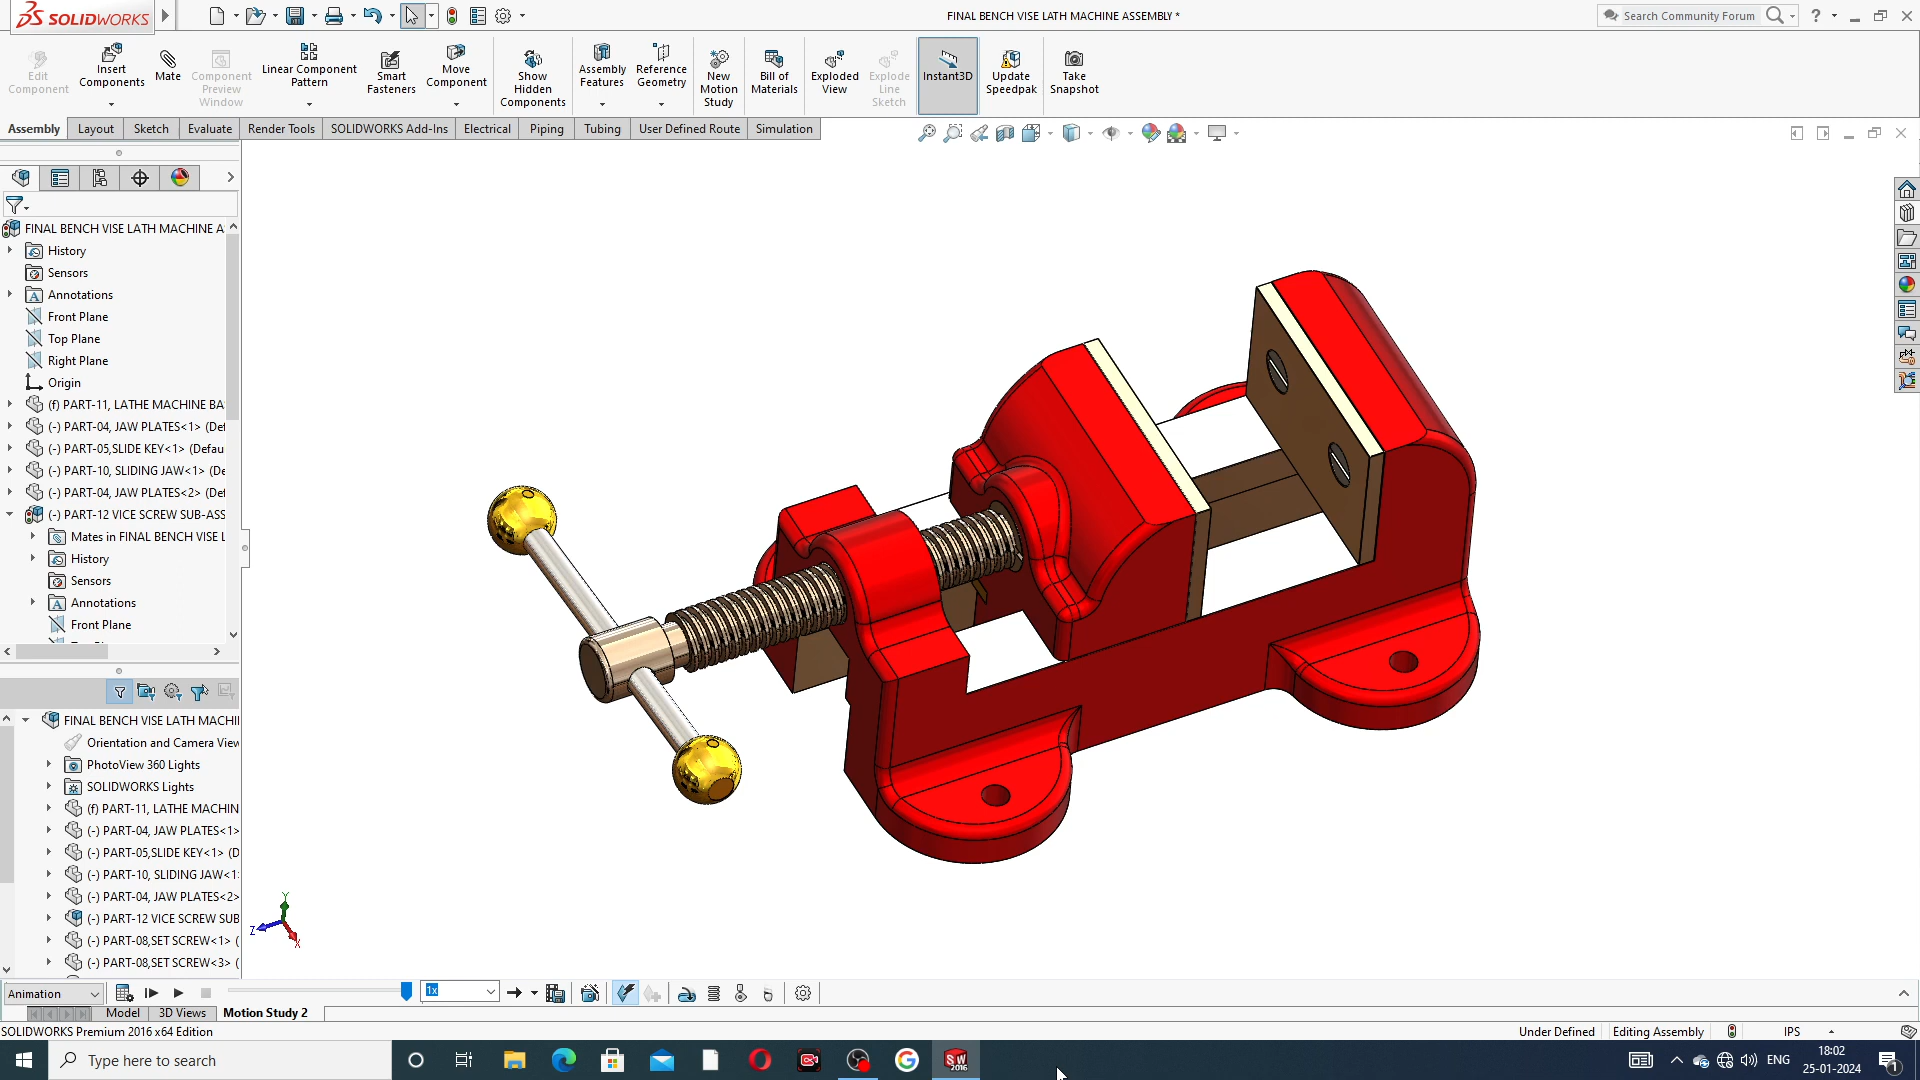 SOLIDWORKS
FINAL BENCH VISE LATH MACHINE ASSEMBLY *
Search Community Forum
Edit Component
Insert Components
Mate
Component Preview Window
Linear Component Pattern
Smart Fasteners
Move Component
Show Hidden Components
Assembly Features
Reference Geometry
New Motion Study
Bill of Materials
Exploded View
Explode Line Sketch
Instant3D
Update Speedpak
Take Snapshot
Assembly
Layout
Sketch
Evaluate
Render Tools
SOLIDWORKS Add-Ins
Electrical
Piping
Tubing
User Defined Route
Simulation
FINAL BENCH VISE LATH MACHINE A
History
Sensors
Annotations
Front Plane
Top Plane
Right Plane
Origin
(f) PART-11, LATHE MACHINE BA
(-) PART-04, JAW PLATES<1> (Def
(-) PART-05,SLIDE KEY<1> (Defau
(-) PART-10, SLIDING JAW<1> (De
(-) PART-04, JAW PLATES<2> (Def
(-) PART-12 VICE SCREW SUB-ASS
Mates in FINAL BENCH VISE L
History
Sensors
Annotations
Front Plane
FINAL BENCH VISE LATH MACHII
Orientation and Camera View
PhotoView 360 Lights
SOLIDWORKS Lights
(f) PART-11, LATHE MACHIN
(-) PART-04, JAW PLATES<1>
(-) PART-05,SLIDE KEY<1> (D
(-) PART-10, SLIDING JAW<1
(-) PART-04, JAW PLATES<2>
(-) PART-12 VICE SCREW SUB
(-) PART-08,SET SCREW<1> (
(-) PART-08,SET SCREW<3> (
Y
Z
X
Animation
1x
Model
3D Views
Motion Study 2
SOLIDWORKS Premium 2016 x64 Edition
Under Defined
Editing Assembly
IPS
Type here to search
SW
2016
ENG
18:02
25-01-2024
1